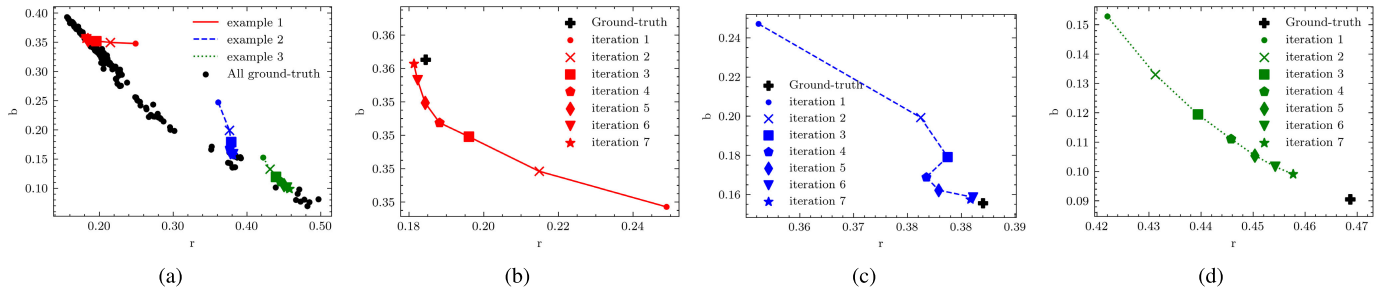 0.40
0.35
0.30
0.25
0.20
0.15
0.10
b
0.20
0.30
0.40
0.50
r
example 1
example 2
example 3
All ground-truth
(a)
0.36
0.36
0.35
0.35
0.35
0.35
b
0.18
0.20
0.22
0.24
r
Ground-truth
iteration 1
iteration 2
iteration 3
iteration 4
iteration 5
iteration 6
iteration 7
(b)
0.24
0.22
0.20
0.18
0.16
b
0.36
0.36
0.37
0.38
0.38
0.39
r
Ground-truth
iteration 1
iteration 2
iteration 3
iteration 4
iteration 5
iteration 6
iteration 7
(c)
0.15
0.14
0.13
0.12
0.11
0.10
0.09
b
0.42
0.43
0.44
0.45
0.46
0.47
r
Ground-truth
iteration 1
iteration 2
iteration 3
iteration 4
iteration 5
iteration 6
iteration 7
(d)